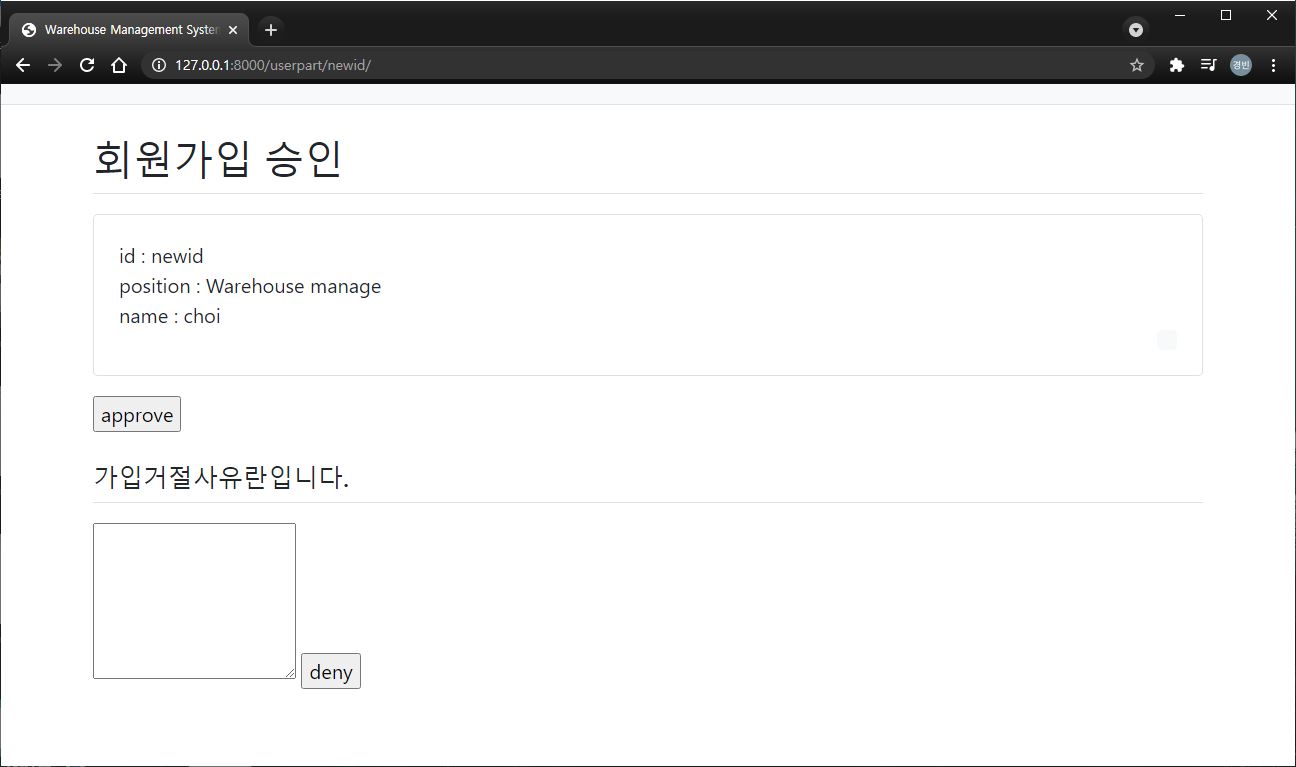 Warehouse Management System
127.0.0.1:8000/userpart/newid/
경빈
회원가입 승인
id : newid
position : Warehouse manage
name : choi
approve
가입거절사유란입니다.
deny